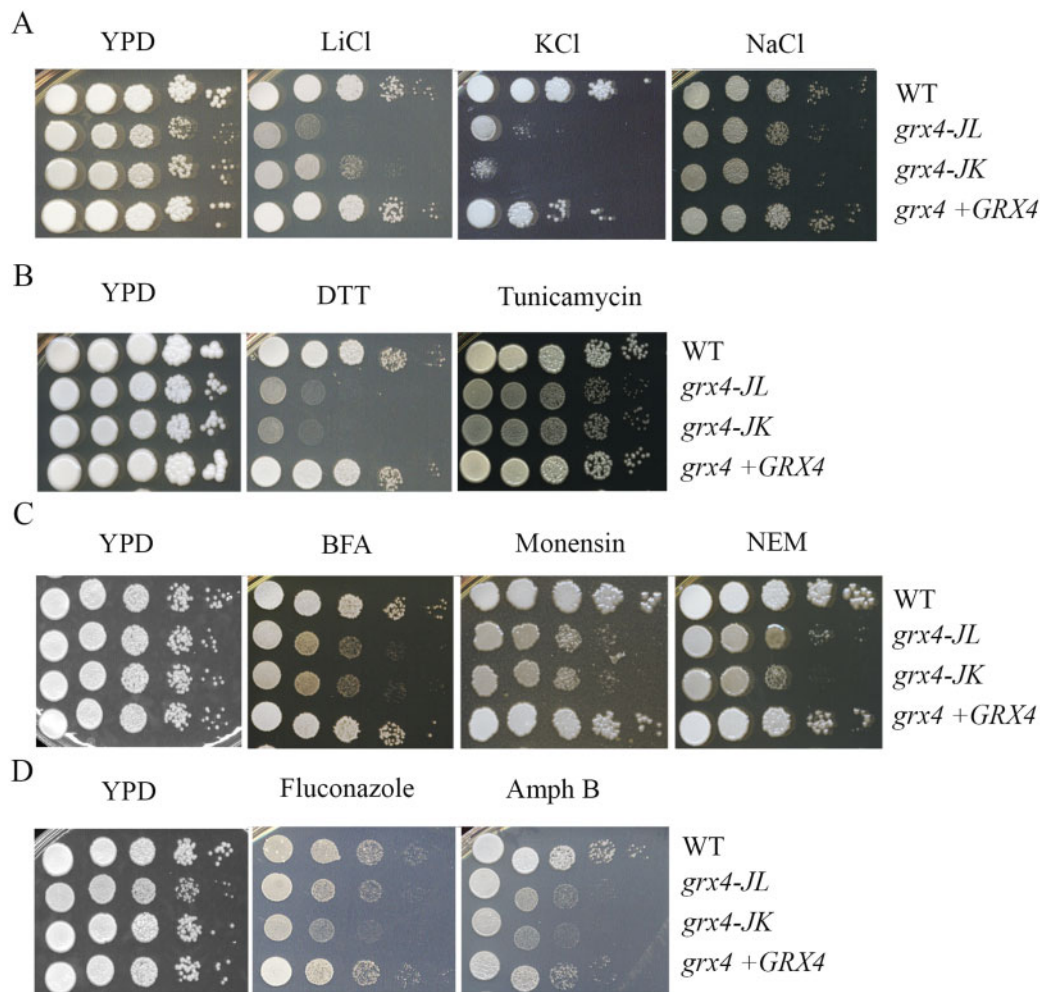 A
YPD LiCl KCl NaCl
WT
grx4-JL
grx4-JK
grx4 +GRX4
B
YPD DTT Tunicamycin
WT
grx4-JL
grx4-JK
grx4 +GRX4
C
YPD BFA Monensin NEM
WT
grx4-JL
grx4-JK
grx4 +GRX4
D
YPD Fluconazole Amph B
WT
grx4-JL
grx4-JK
grx4 +GRX4